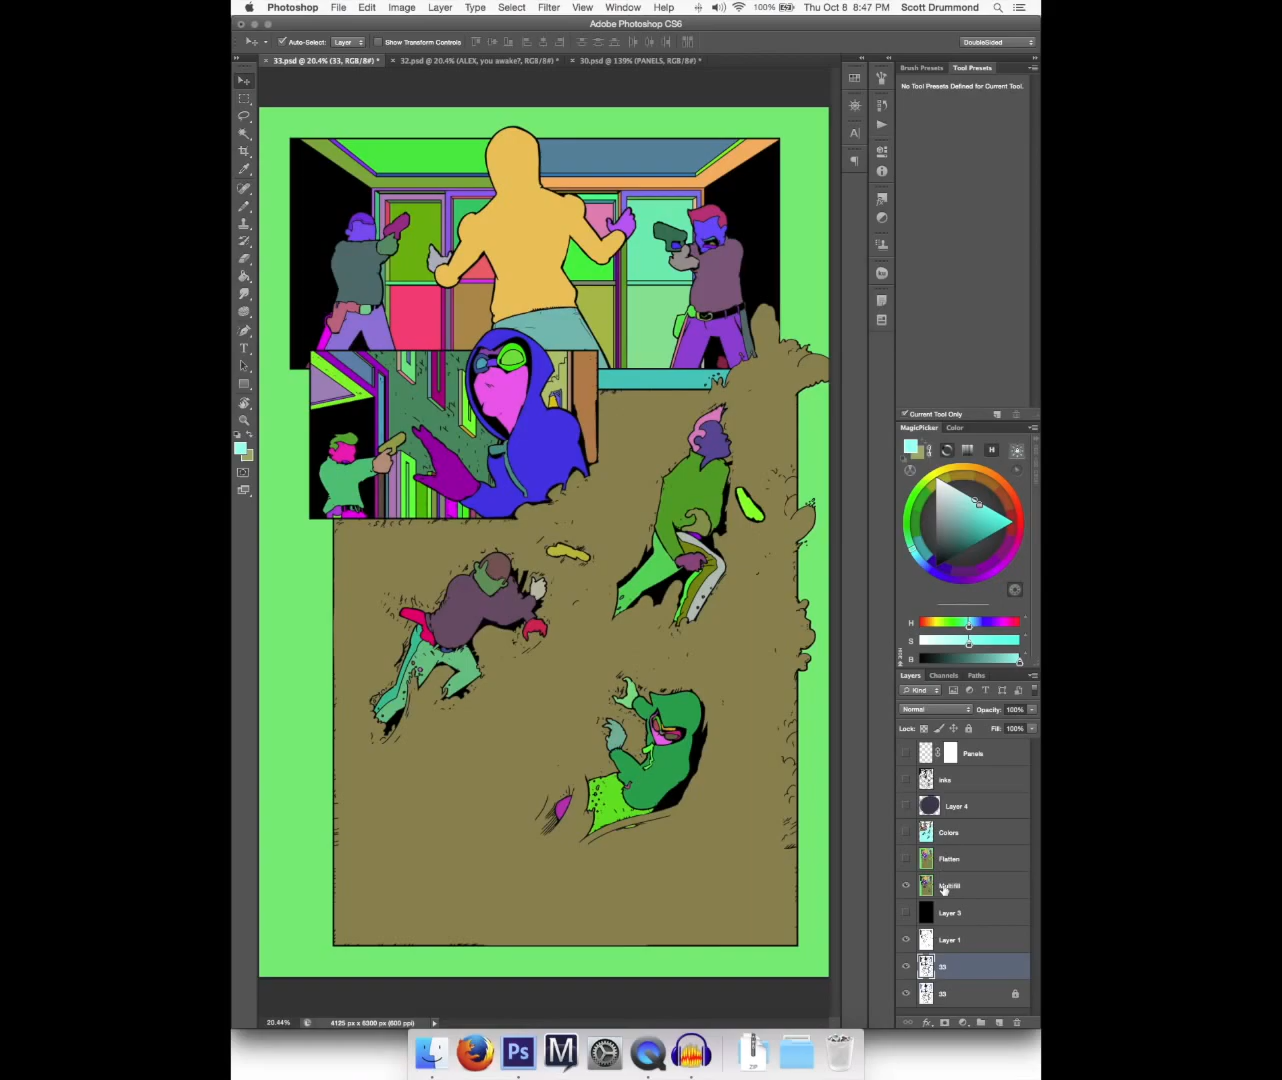 Photoshop File Edit Image Layer Type Select Filter View Window Help 100% Thu Oct 8 8:47 PM Scott Drummond
Adobe Photoshop CS6
Auto-Select: Layer Show Transform Controls DoubleSided
33.psd @ 20.4% (33, RGB/8#) * 32.psd @ 20.4% (ALEX, you awake?, RGB/8#) * 30.psd @ 139% (PANELS, RGB/8#) *
Brush Presets Tool Presets
No Tool Presets Defined for Current Tool.
Current Tool Only
MagicPicker Color
H
H
S
B
Layers Channels Paths
Kind
Normal Opacity: 100%
Lock: Fill: 100%
Panels
inks
Layer 4
Colors
Flatten
Multifill
Layer 3
Layer 1
33
33
20.44% 4125 px x 6300 px (600 ppi)
Ps
ZIP